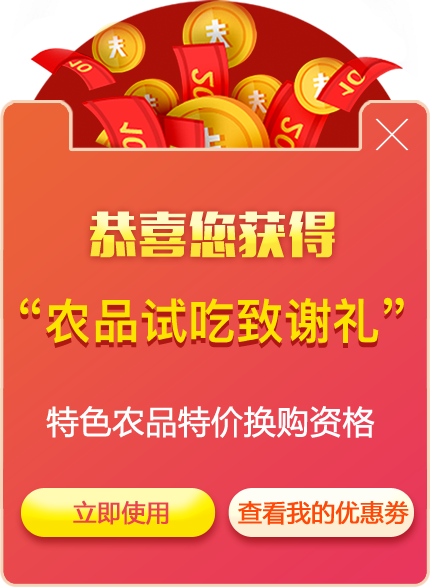 恭喜您获得
“农品试吃致谢礼”
特色农品特价换购资格
立即使用
查看我的优惠券